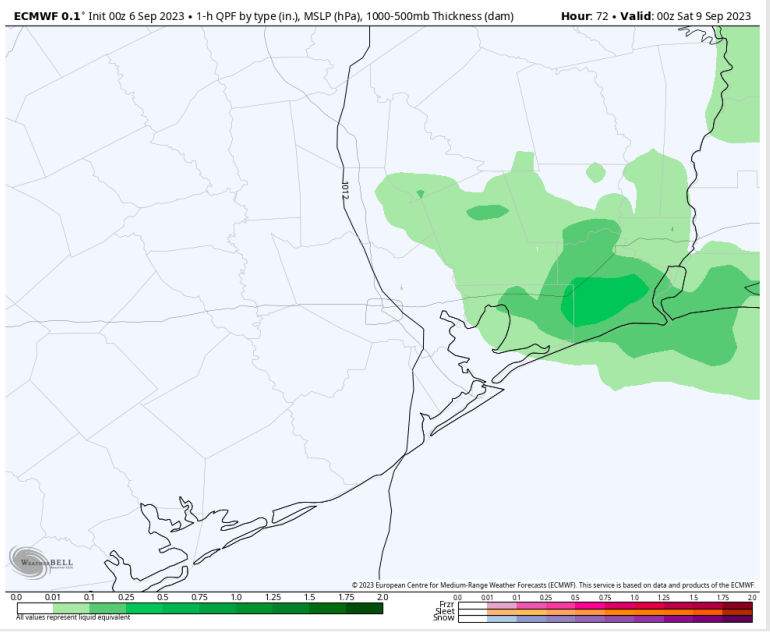 ECMWF 0.1° Init 00z 6 Sep 2023 • 1-h QPF by type (in.), MSLP (hPa), 1000-500mb Thickness (dam) Hour: 72 • Valid: 00z Sat 9 Sep 2023
1012
WEATHERBELL
© 2023 European Centre for Medium-Range Weather Forecasts (ECMWF). This service is based on data and products of the ECMWF.
0.0 0.01 0.1 0.25 0.5 0.75 1.0 1.25 1.5 1.75 2.0
All values represent liquid equivalent
0.0 0.01 0.1 0.25 0.5 0.75 1.0 1.25 1.5 1.75 2.0
Frzr
Sleet
Snow